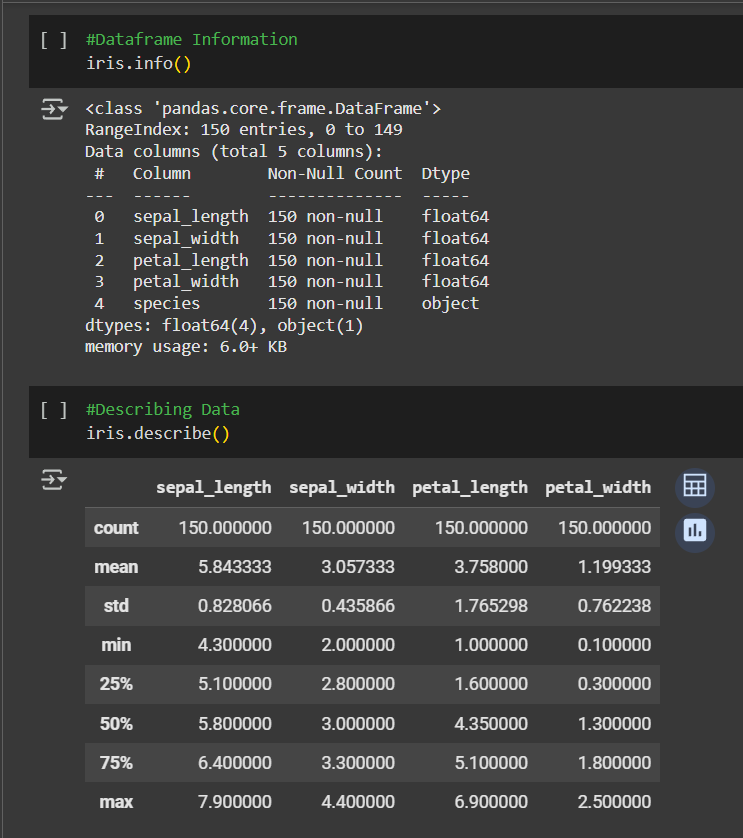 [ ] #Dataframe Information
iris.info()
<class 'pandas.core.frame.DataFrame'>
RangeIndex: 150 entries, 0 to 149
Data columns (total 5 columns):
 #   Column        Non-Null Count  Dtype
---  ------        --------------  -----
 0   sepal_length  150 non-null    float64
 1   sepal_width   150 non-null    float64
 2   petal_length  150 non-null    float64
 3   petal_width   150 non-null    float64
 4   species       150 non-null    object
dtypes: float64(4), object(1)
memory usage: 6.0+ KB
[ ] #Describing Data
iris.describe()
sepal_length sepal_width petal_length petal_width
count 150.000000 150.000000 150.000000 150.000000
mean 5.843333 3.057333 3.758000 1.199333
std 0.828066 0.435866 1.765298 0.762238
min 4.300000 2.000000 1.000000 0.100000
25% 5.100000 2.800000 1.600000 0.300000
50% 5.800000 3.000000 4.350000 1.300000
75% 6.400000 3.300000 5.100000 1.800000
max 7.900000 4.400000 6.900000 2.500000